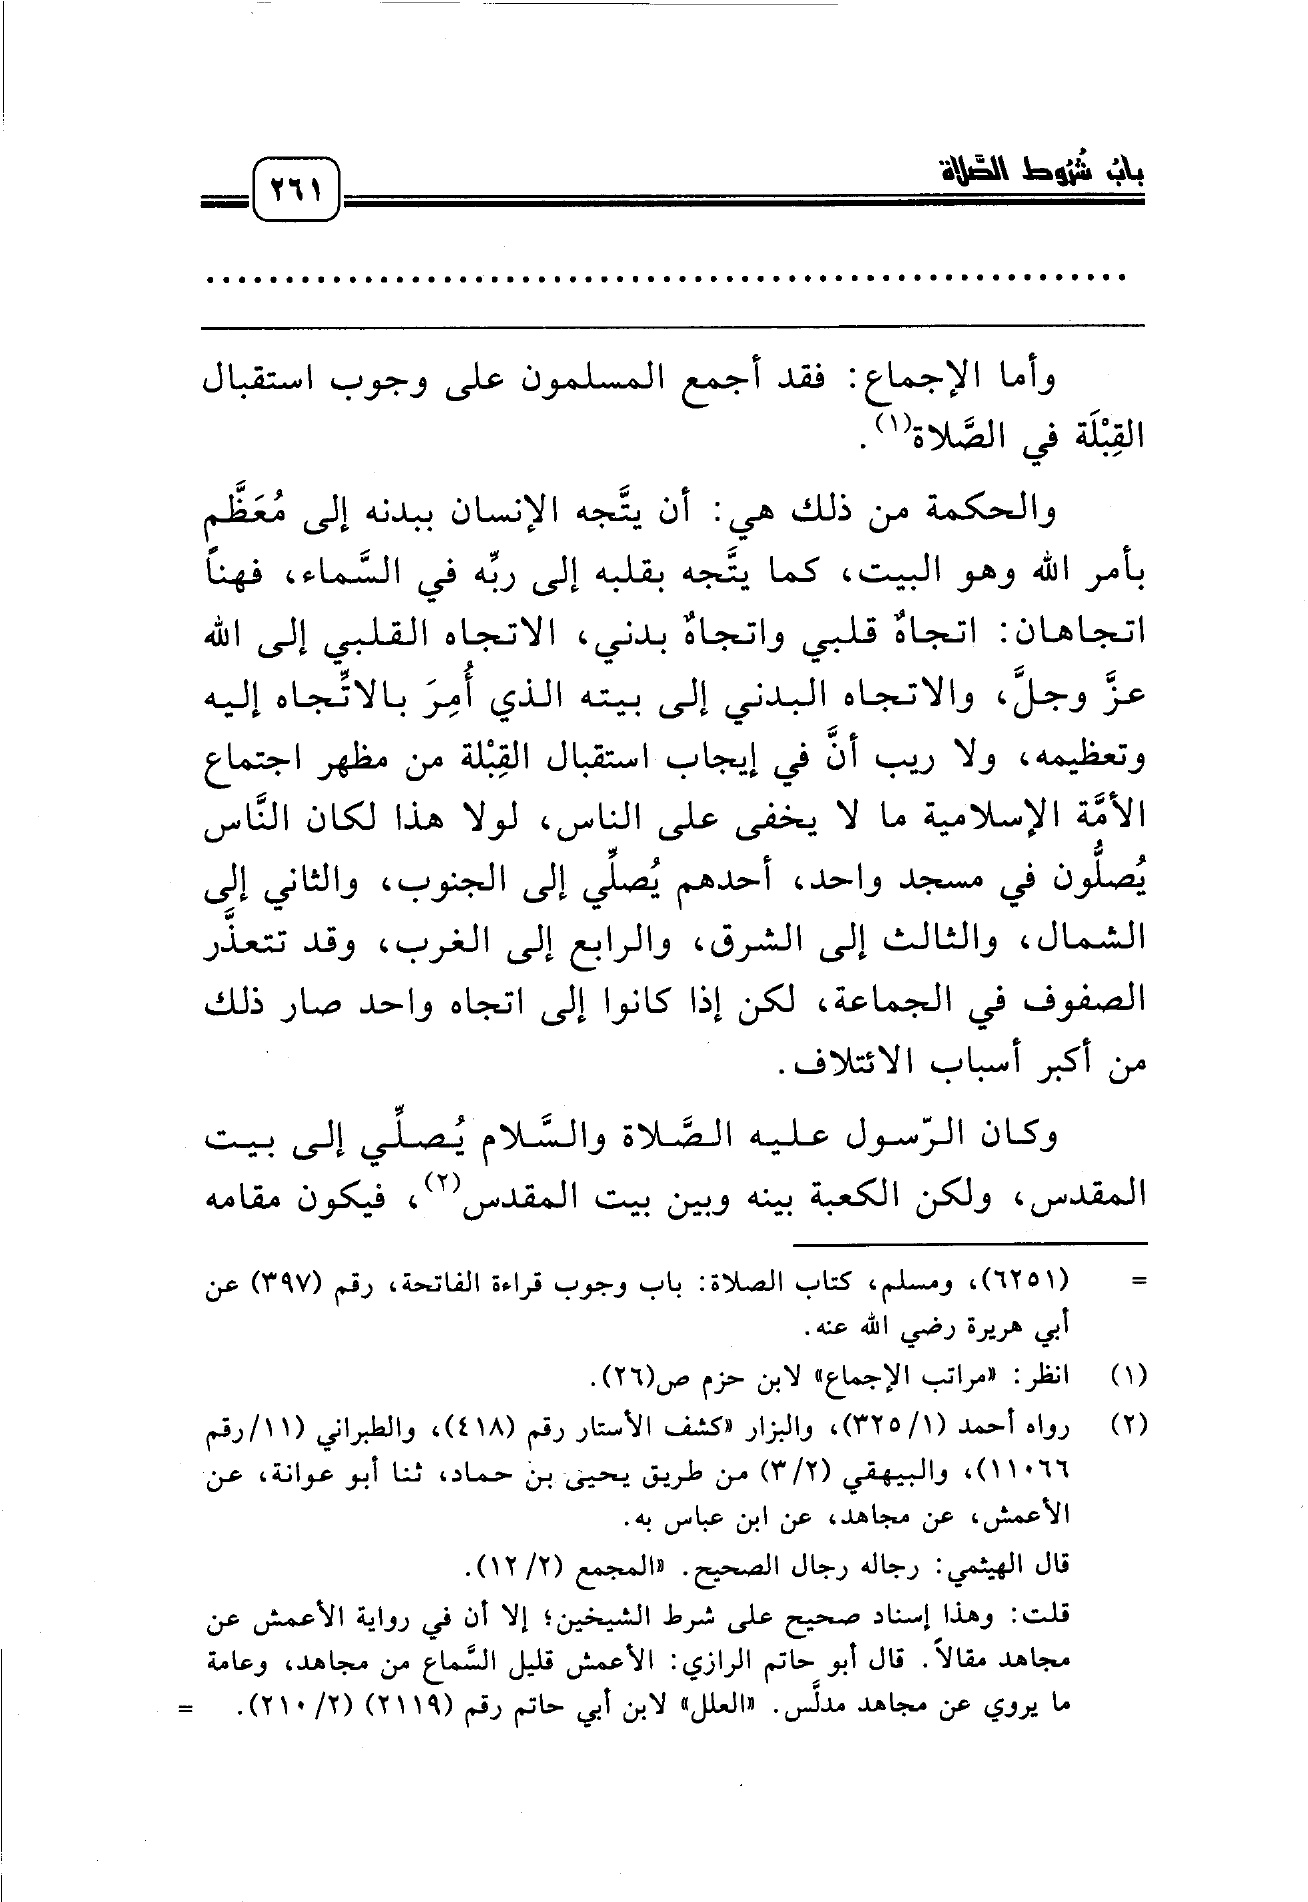 باب شُرُوط الصَّلاة
٢٦١
وأما الإجماع: فقد أجمع المسلمون على وجوب استقبال
القِبْلَة في الصَّلاة(١).
والحكمة من ذلك هي: أن يتَّجه الإنسان ببدنه إلى مُعَظَّم
بأمر الله وهو البيت، كما يتَّجه بقلبه إلى ربِّه في السَّماء، فهناً
اتجاهان: اتجاهٌ قلبي واتجاهٌ بدني، الاتجاه القلبي إلى الله
عزَّ وجلَّ، والاتجاه البدني إلى بيته الذي أُمِرَ بالاتِّجاه إليه
وتعظيمه، ولا ريب أنَّ في إيجاب استقبال القِبْلة من مظهر اجتماع
الأمَّة الإسلامية ما لا يخفى على الناس، لولا هذا لكان النَّاس
يُصلُّون في مسجد واحد، أحدهم يُصلِّي إلى الجنوب، والثاني إلى
الشمال، والثالث إلى الشرق، والرابع إلى الغرب، وقد تتعذَّر
الصفوف في الجماعة، لكن إذا كانوا إلى اتجاه واحد صار ذلك
من أكبر أسباب الائتلاف.
وكان الرّسول عليه الصَّلاة والسَّلام يُصلِّي إلى بيت
المقدس، ولكن الكعبة بينه وبين بيت المقدس(٢)، فيكون مقامه
= (٦٢٥١)، ومسلم، كتاب الصلاة: باب وجوب قراءة الفاتحة، رقم (٣٩٧) عن
أبي هريرة رضي الله عنه.
(١) انظر: «مراتب الإجماع» لابن حزم ص(٢٦).
(٢) رواه أحمد (١/٣٢٥)، والبزار «كشف الأستار رقم (٤١٨)، والطبراني (١١/رقم
١١٠٦٦)، والبيهقي (٣/٢) من طريق يحيى بن حماد، ثنا أبو عوانة، عن
الأعمش، عن مجاهد، عن ابن عباس به.
قال الهيثمي: رجاله رجال الصحيح. «المجمع (١٢/٢).
قلت: وهذا إسناد صحيح على شرط الشيخين؛ إلا أن في رواية الأعمش عن
مجاهد مقالاً. قال أبو حاتم الرازي: الأعمش قليل السَّماع من مجاهد، وعامة
ما يروي عن مجاهد مدلَّس. «العلل» لابن أبي حاتم رقم (٢١١٩) (٢١٠/٢). =